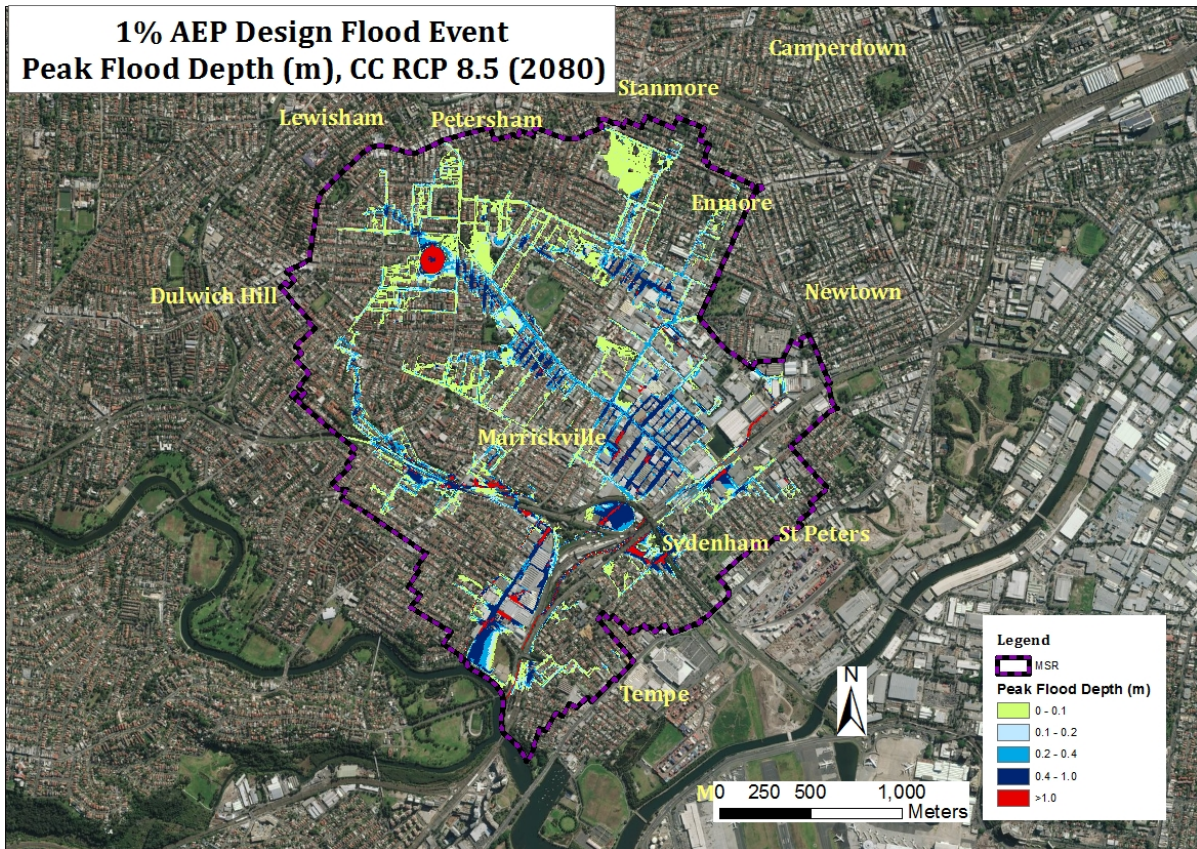 1% AEP Design Flood Event
Peak Flood Depth (m), CC RCP 8.5 (2080)
Camperdown
Stanmore
Lewisham
Petersham
Enmore
Dulwich Hill
Newtown
Marrickville
Sydenham
St Peters
Tempe
M
N
0 250 500 1,000
Meters
Legend
MSR
Peak Flood Depth (m)
0 - 0.1
0.1 - 0.2
0.2 - 0.4
0.4 - 1.0
>1.0